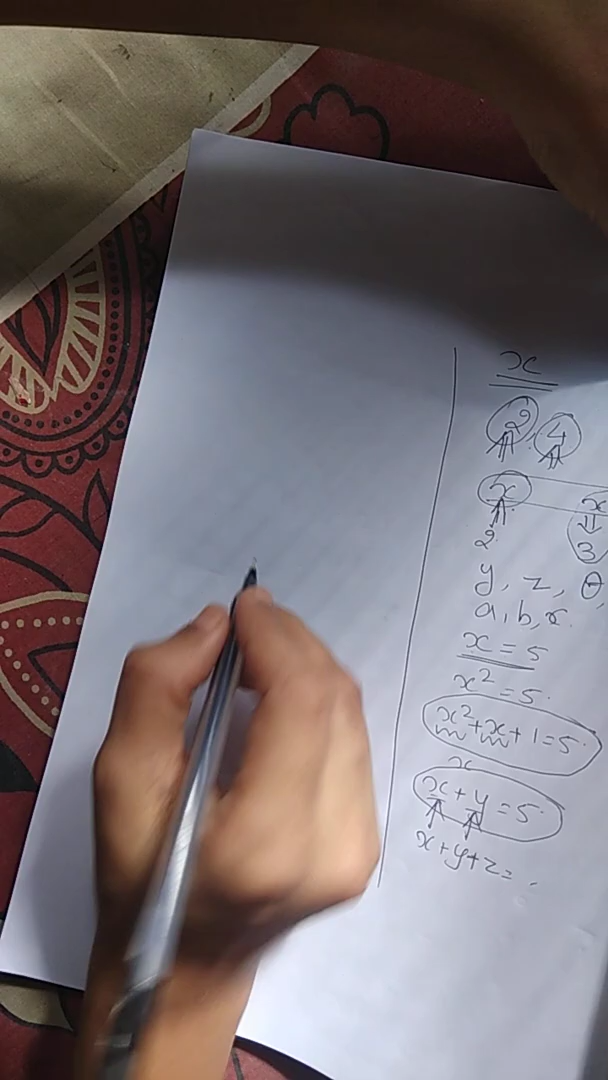 x
2, 4
x x
2 3
y, z, θ,
a, b, x.
x = 5
x² = 5.
x² + x + 1 = 5.
x
x + y = 5.
x + y + z =